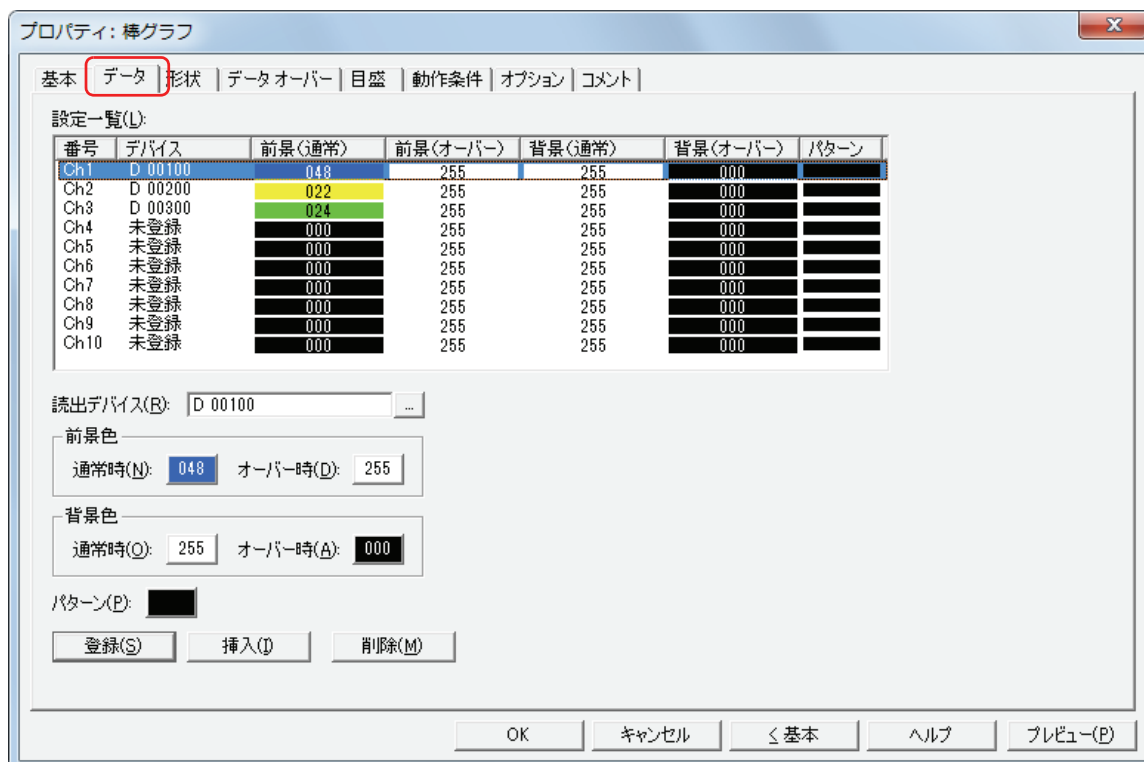 プロパティ: 棒グラフ
基本 データ 形状 データ オーバー 目盛 動作条件 オプション コメント
設定一覧(L):
番号 デバイス 前景(通常) 前景(オーバー) 背景(通常) 背景(オーバー) パターン
Ch1 D 00100 048 255 255 000
Ch2 D 00200 022 255 255 000
Ch3 D 00300 024 255 255 000
Ch4 未登録 000 255 255 000
Ch5 未登録 000 255 255 000
Ch6 未登録 000 255 255 000
Ch7 未登録 000 255 255 000
Ch8 未登録 000 255 255 000
Ch9 未登録 000 255 255 000
Ch10 未登録 000 255 255 000
読出デバイス(R): D 00100 ...
前景色
通常時(N): 048 オーバー時(D): 255
背景色
通常時(O): 255 オーバー時(A): 000
パターン(P):
登録(S) 挿入(I) 削除(M)
OK キャンセル < 基本 ヘルプ プレビュー(P)